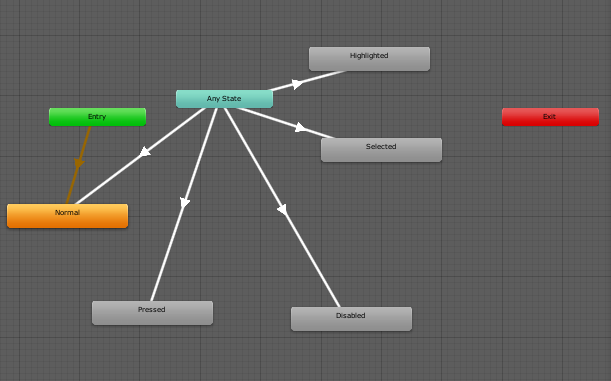 Highlighted
Any State
Entry
Exit
Selected
Normal
Pressed
Disabled